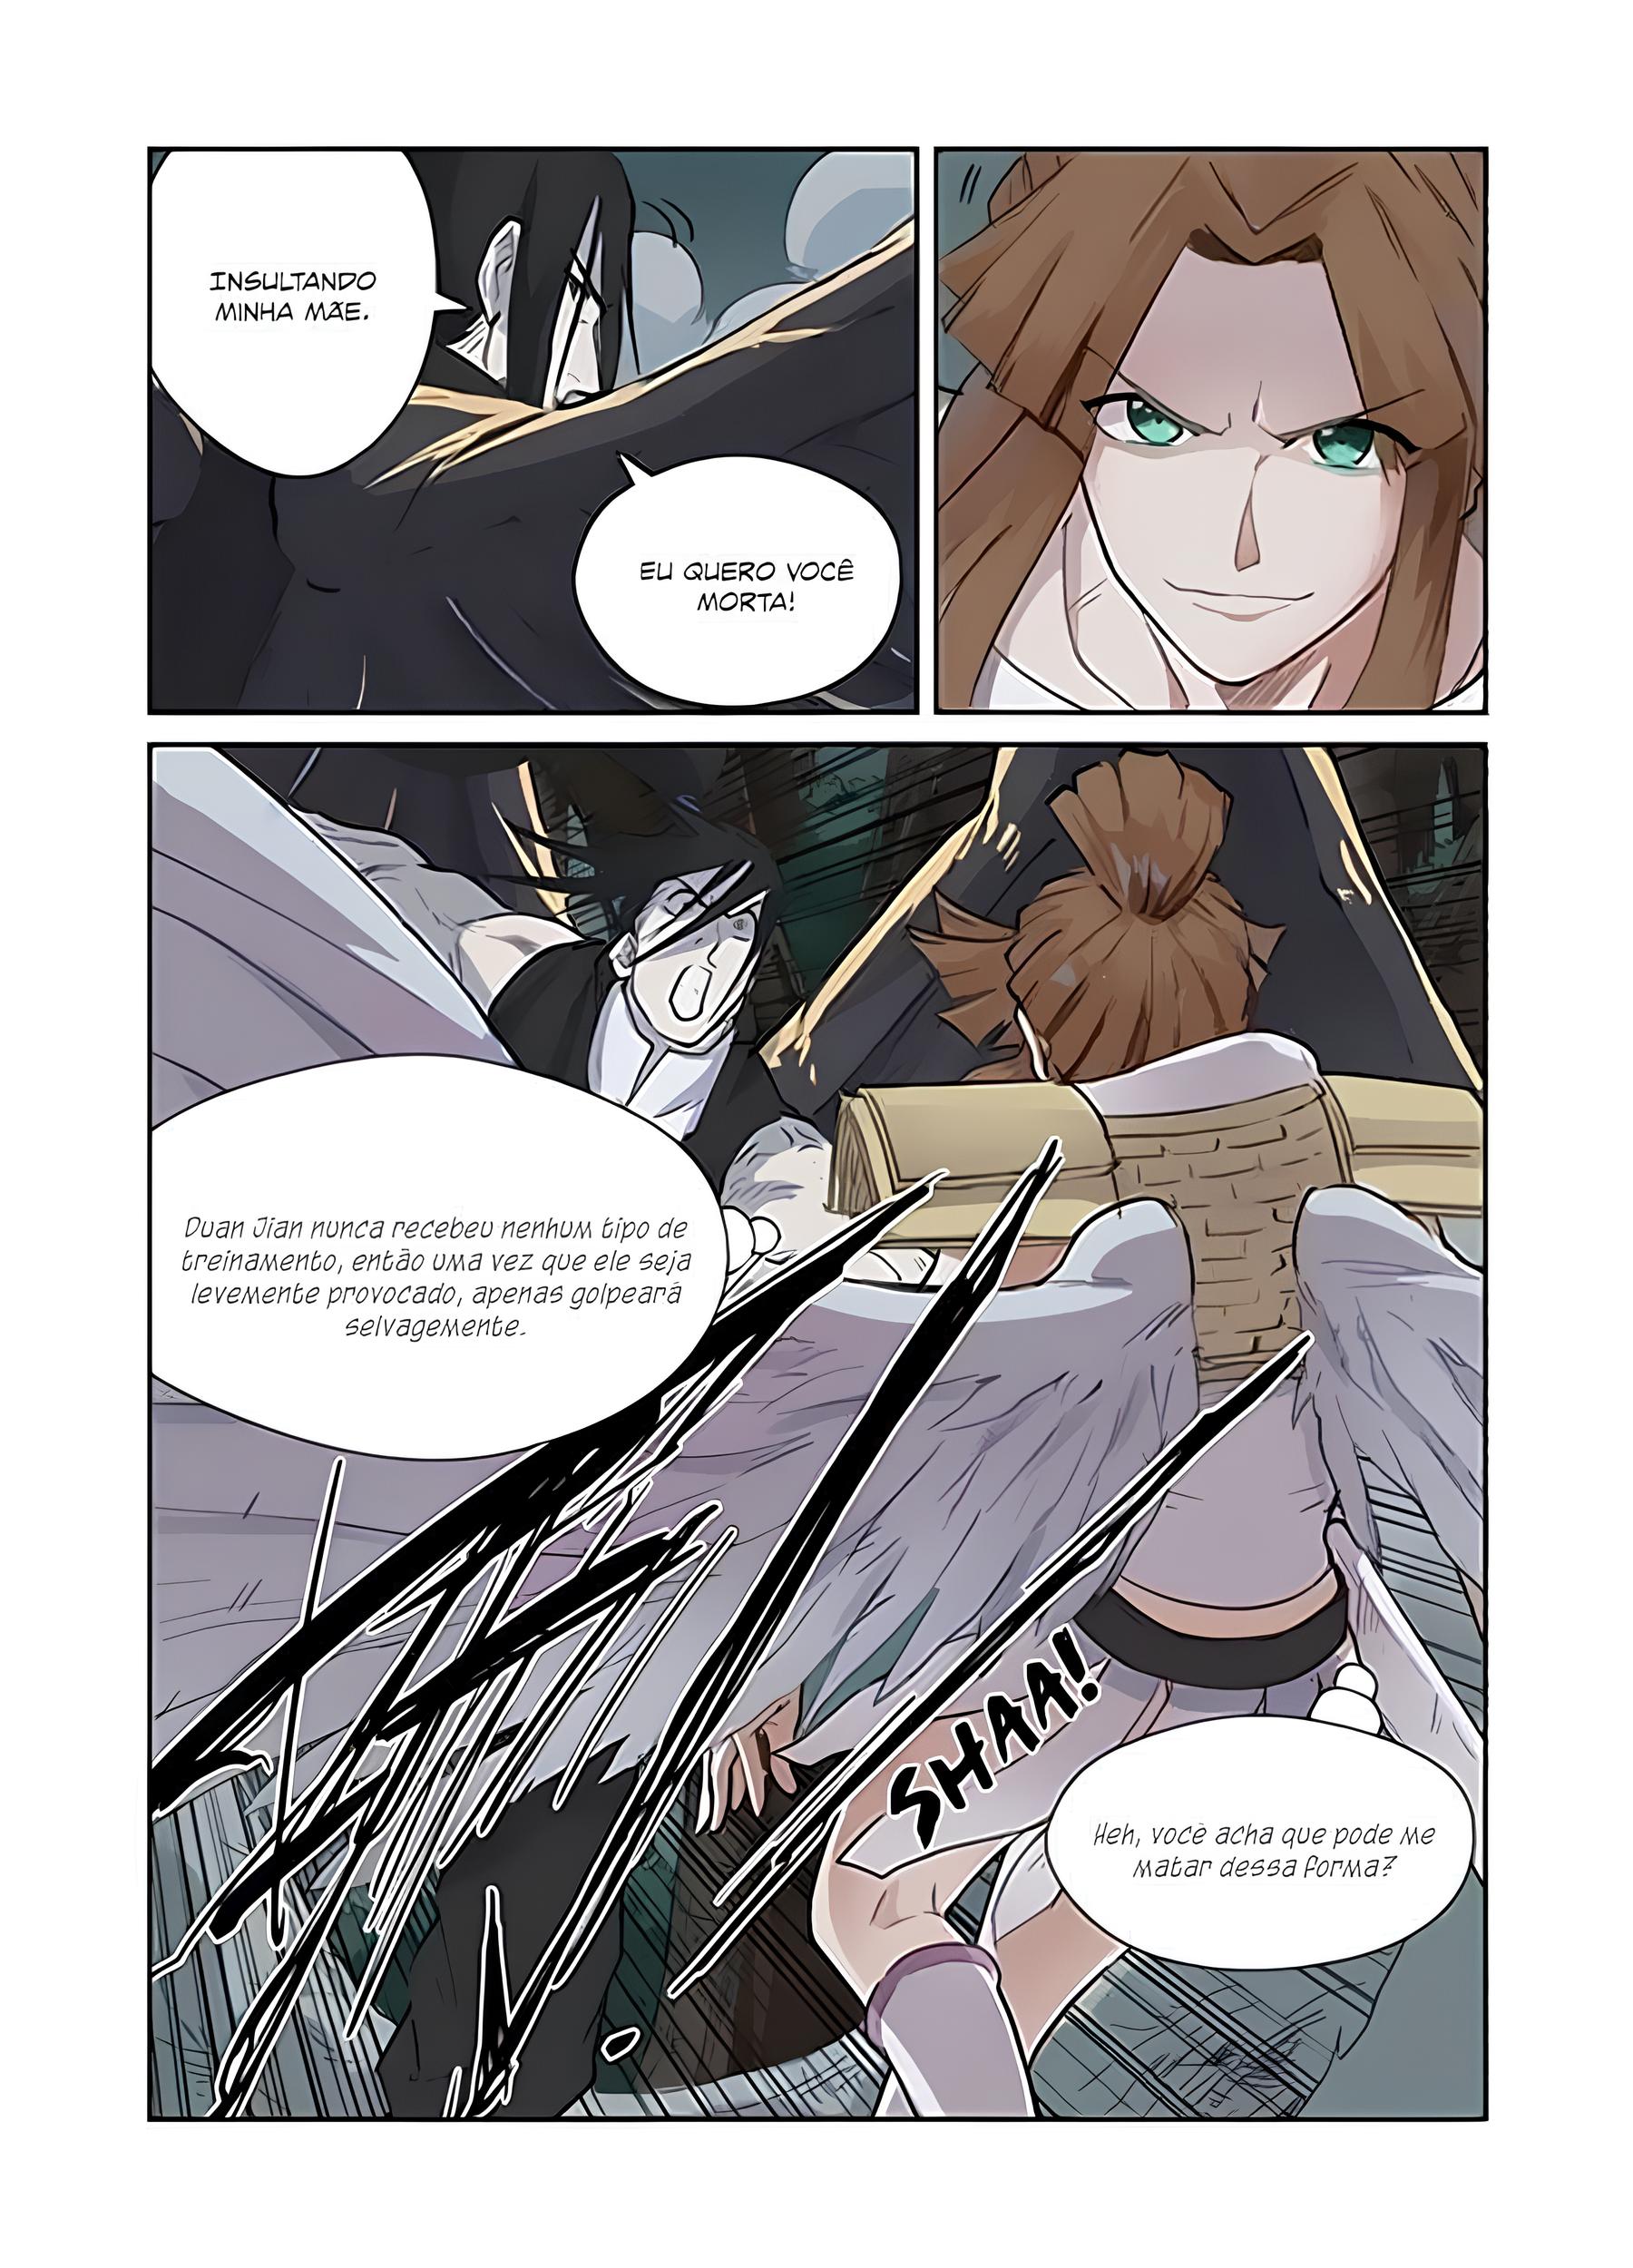 INSULTANDO
MINHA MÃE.
EU QUERO VOCÊ
MORTA!
Duan Jian nunca recebeu nenhum tipo de
treinamento, então uma vez que ele seja
levemente provocado, apenas golpeará
selvagemente.
SHAA!
Heh, você acha que pode me
matar dessa forma?